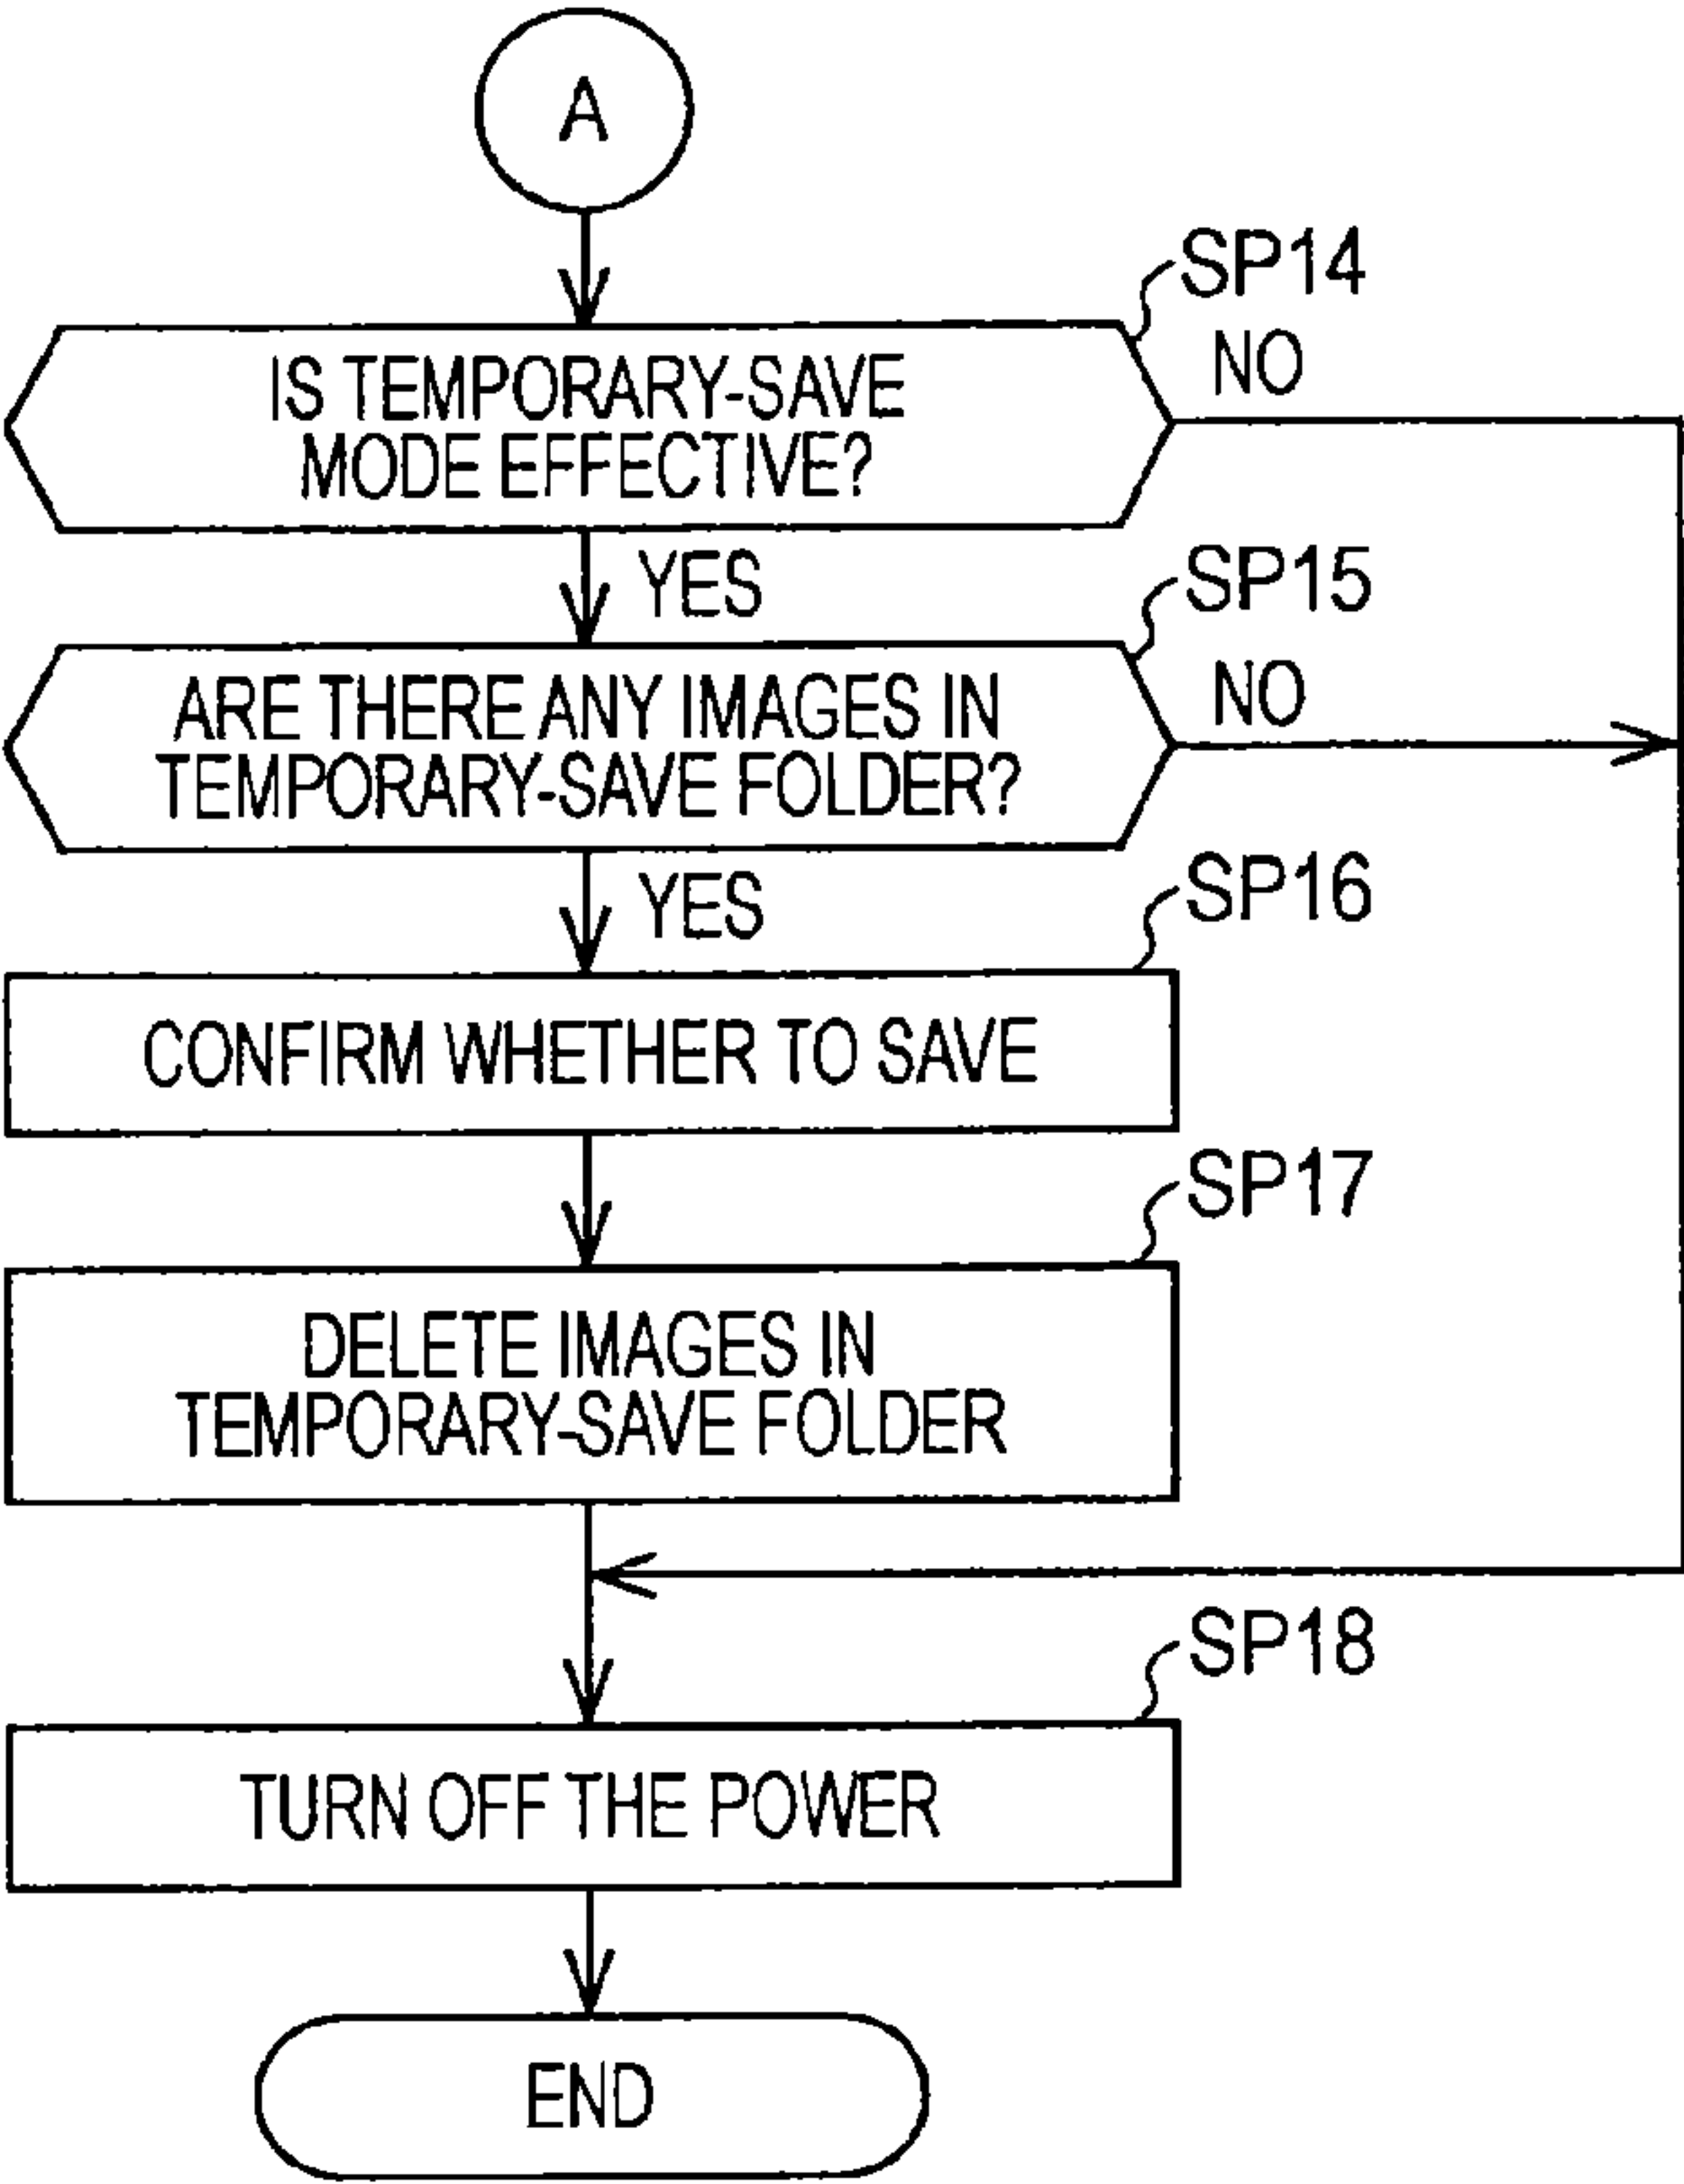 A
SP14
IS TEMPORARY-SAVE
MODE EFFECTIVE?
NO
YES
SP15
ARE THERE ANY IMAGES IN
TEMPORARY-SAVE FOLDER?
NO
YES
SP16
CONFIRM WHETHER TO SAVE
SP17
DELETE IMAGES IN
TEMPORARY-SAVE FOLDER
SP18
TURN OFF THE POWER
END